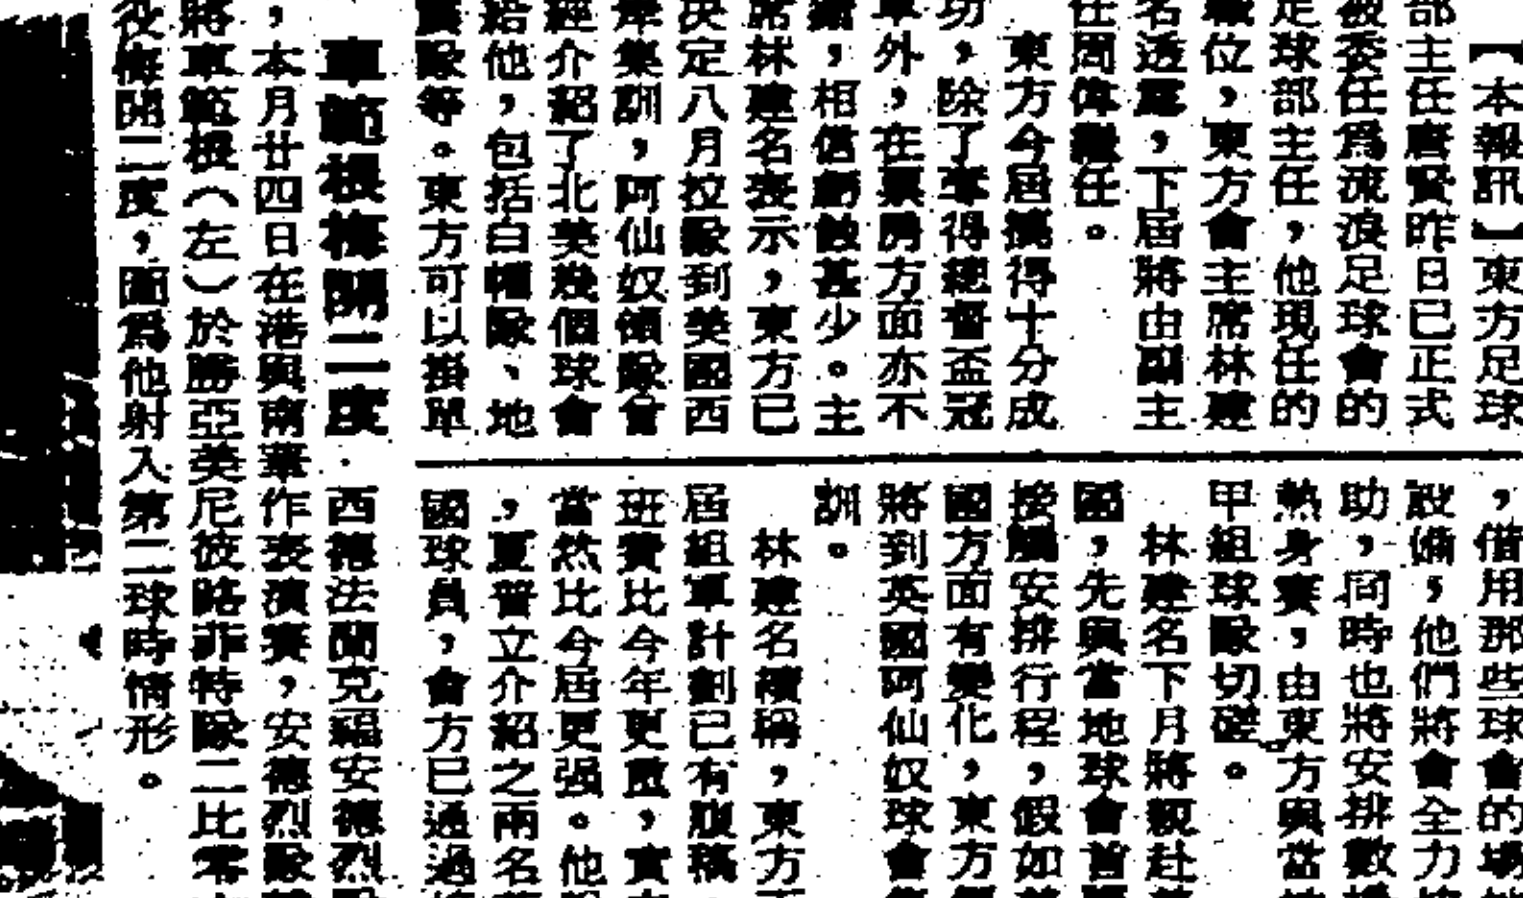 【本報訊】東方足球
部主任唐賢昨日已正式
被委任爲流浪足球會的
足球部主任，他現任的
職位，東方會主席林建
名透露，下屆將由副主
任周偉繼任。
東方今屆獲得十分成
功，除了奪得總督盃冠
軍外，在票房方面亦不
，相信虧蝕甚少。主
席林建名表示，東方已
決定八月拉隊到美國西
岸集訓，阿仙奴領隊曾
經介紹了北美幾個球會
給他，包括白帽隊、地
震隊等。東方可以掛單
，借用那些球會的場
設備，他們將會全力
助，同時也將安排數
熱身賽，由東方與當
甲組球隊切磋。
林建名下月將親赴
國，先與當地球會首
接觸安排行程，假如
國方面有變化，東方
將到英國阿仙奴球會
訓。
林建名續稱，東方
屆組軍計劃已有腹稿
班費比今年更重，實
當然比今屆更强。他
，夏普立介紹之兩名
國球員，會方已通過
車範根梅開二度
西德法蘭克福安德烈
，本月廿四日在港與南華作表演賽，安德烈隊
將車範根（左）於勝亞美尼彼路菲特隊二比零
役梅開二度，圖爲他射入第二球時情形。